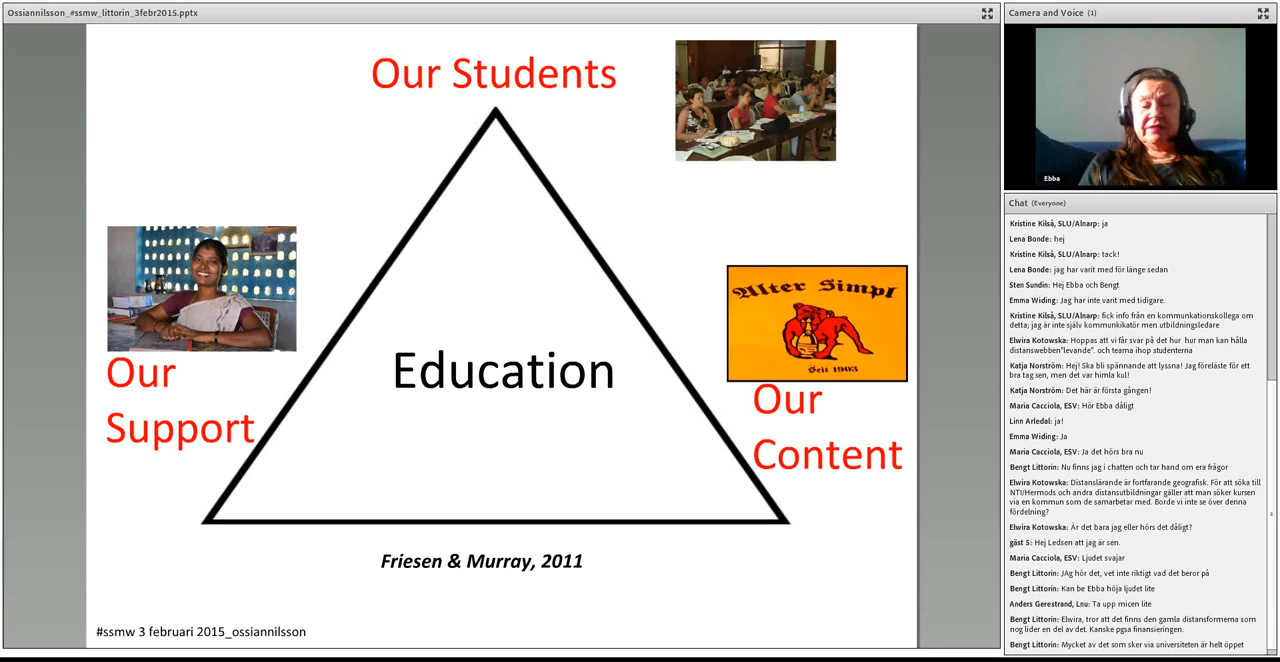 Ossiannilsson_#ssmw_littorin_3febr2015.pptx
Our Students
Alter Simpl
Seit 1903
Our
Support
Education
Our
Content
Friesen & Murray, 2011
#ssmw 3 februari 2015_ossiannilsson
Camera and Voice (1)
Ebba
Chat (Everyone)
Kristine Kilså, SLU/Alnarp: ja
Lena Bonde: hej
Kristine Kilså, SLU/Alnarp: tack!
Lena Bonde: jag har varit med för länge sedan
Sten Sundin: Hej Ebba och Bengt
Emma Widing: Jag har inte varit med tidigare.
Kristine Kilså, SLU/Alnarp: fick info från en kommunkationskollega om
detta; jag är inte själv kommunkikatör men utbildningsledare
Elwira Kotowska: Hoppas att vi får svar på det hur hur man kan hålla
distanswebben"levande". och teama ihop studenterna
Katja Norström: Hej! Ska bli spännande att lyssna! Jag föreläste för ett
bra tag sen, men det var himla kul!
Katja Norström: Det här är första gången!
Maria Cacciola, ESV: Hör Ebba dåligt
Linn Arledal: ja!
Emma Widing: Ja
Maria Cacciola, ESV: Ja det hörs bra nu
Bengt Littorin: Nu finns jag i chatten och tar hand om era frågor
Elwira Kotowska: Distanslärande är fortfarande geografisk. För att söka till
NTI/Hermods och andra distansutbildningar gäller att man söker kursen
via en kommun som de samarbetar med. Borde vi inte se över denna
fördelning?
Elwira Kotowska: Är det bara jag eller hörs det dåligt?
gäst 5: Hej Ledsen att jag är sen.
Maria Cacciola, ESV: Ljudet svajar
Bengt Littorin: JAg hör det, vet inte riktigt vad det beror på
Bengt Littorin: Kan be Ebba höja ljudet lite
Anders Gerestrand, Lnu: Ta upp micen lite
Bengt Littorin: Elwira, tror att det finns den gamla distansformerna som
nog lider en del av det. Kanske pgsa finansieringen.
Bengt Littorin: Mycket av det som sker via universiteten är helt öppet